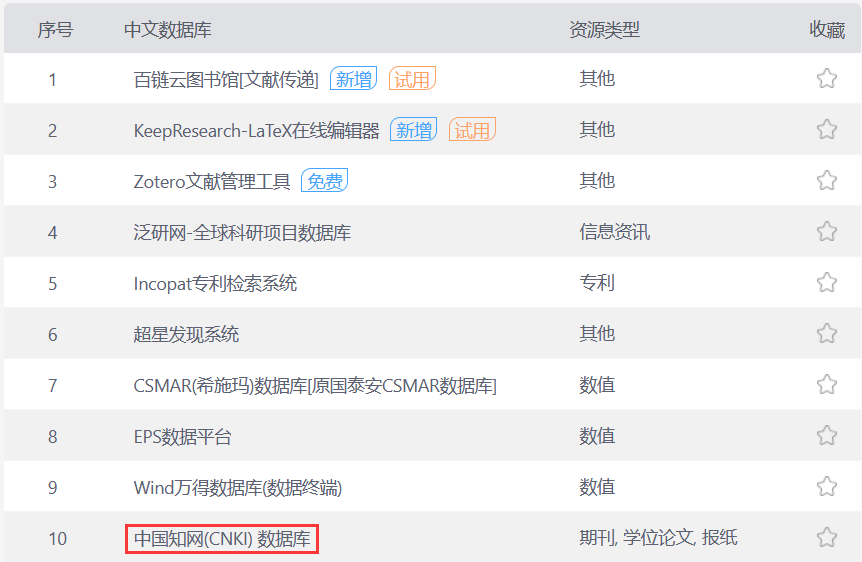 序号 中文数据库 资源类型 收藏
1 百链云图书馆[文献传递] 新增 试用 其他
2 KeepResearch-LaTeX在线编辑器 新增 试用 其他
3 Zotero文献管理工具 免费 其他
4 泛研网-全球科研项目数据库 信息资讯
5 Incopat专利检索系统 专利
6 超星发现系统 其他
7 CSMAR(希施玛)数据库[原国泰安CSMAR数据库] 数值
8 EPS数据平台 数值
9 Wind万得数据库(数据终端) 数值
10 中国知网(CNKI) 数据库 期刊, 学位论文, 报纸